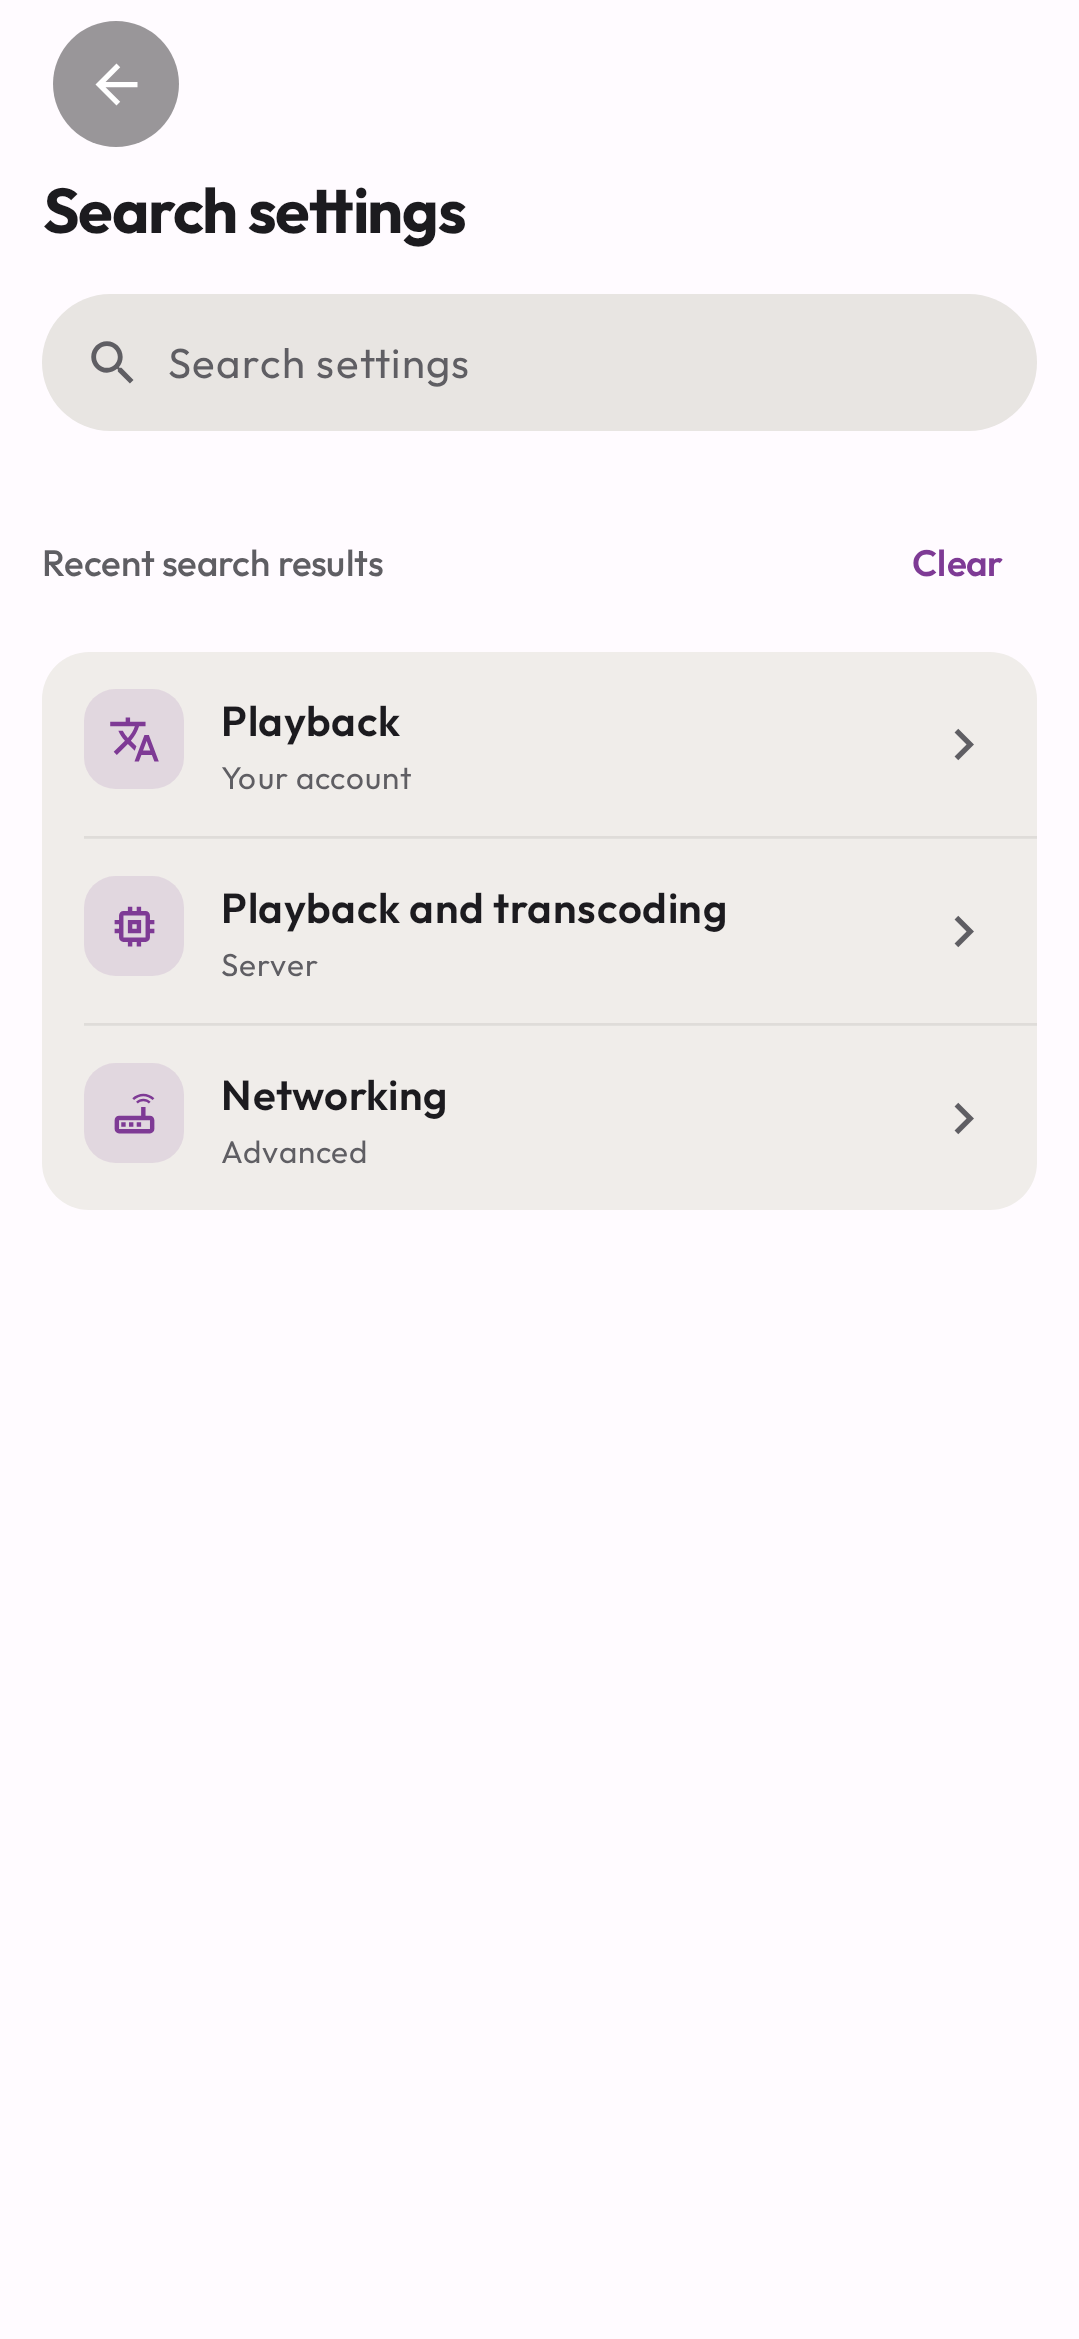 Search settings
Search settings
Recent search results
Clear
Playback
Your account
Playback and transcoding
Server
Networking
Advanced